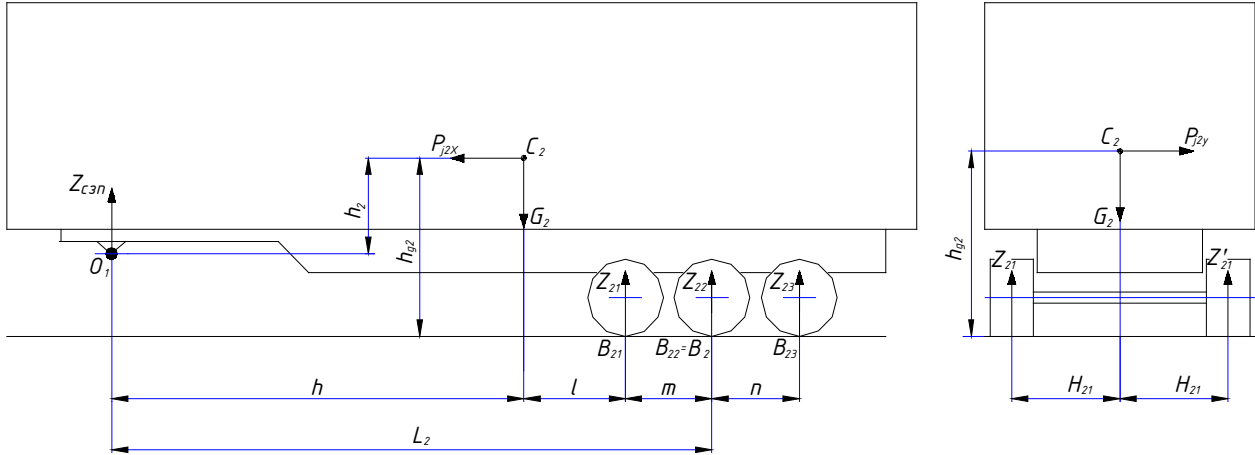 P_j2x C_2
C_2 P_j2y
Z_сзп
h_2
h_g2
G_2
G_2
h_g2
O_1
Z_21 Z_22 Z_23
Z_21 Z'_21
B_21 B_22=B_2 B_23
h l m n
H_21 H_21
L_2